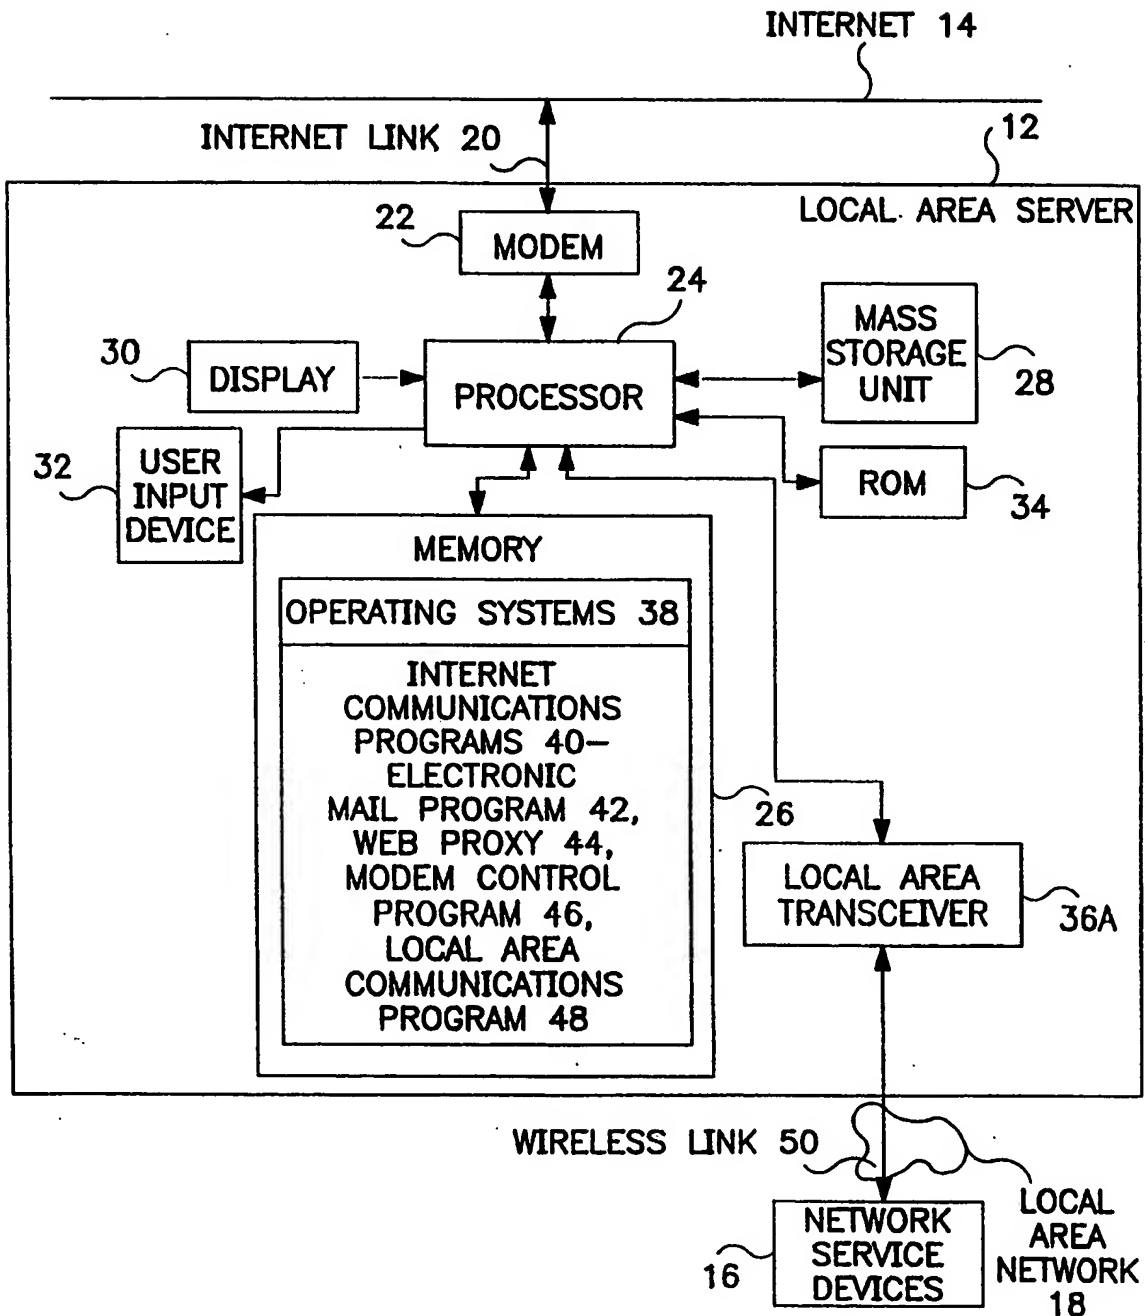 INTERNET 14
INTERNET LINK 20
12
LOCAL AREA SERVER
22
MODEM
24
MASS
STORAGE
UNIT
28
30
DISPLAY
PROCESSOR
32
USER
INPUT
DEVICE
ROM
34
MEMORY
OPERATING SYSTEMS 38
INTERNET
COMMUNICATIONS
PROGRAMS 40—
ELECTRONIC
MAIL PROGRAM 42,
WEB PROXY 44,
MODEM CONTROL
PROGRAM 46,
LOCAL AREA
COMMUNICATIONS
PROGRAM 48
26
LOCAL AREA
TRANSCEIVER
36A
WIRELESS LINK 50
NETWORK
SERVICE
DEVICES
16
LOCAL
AREA
NETWORK
18